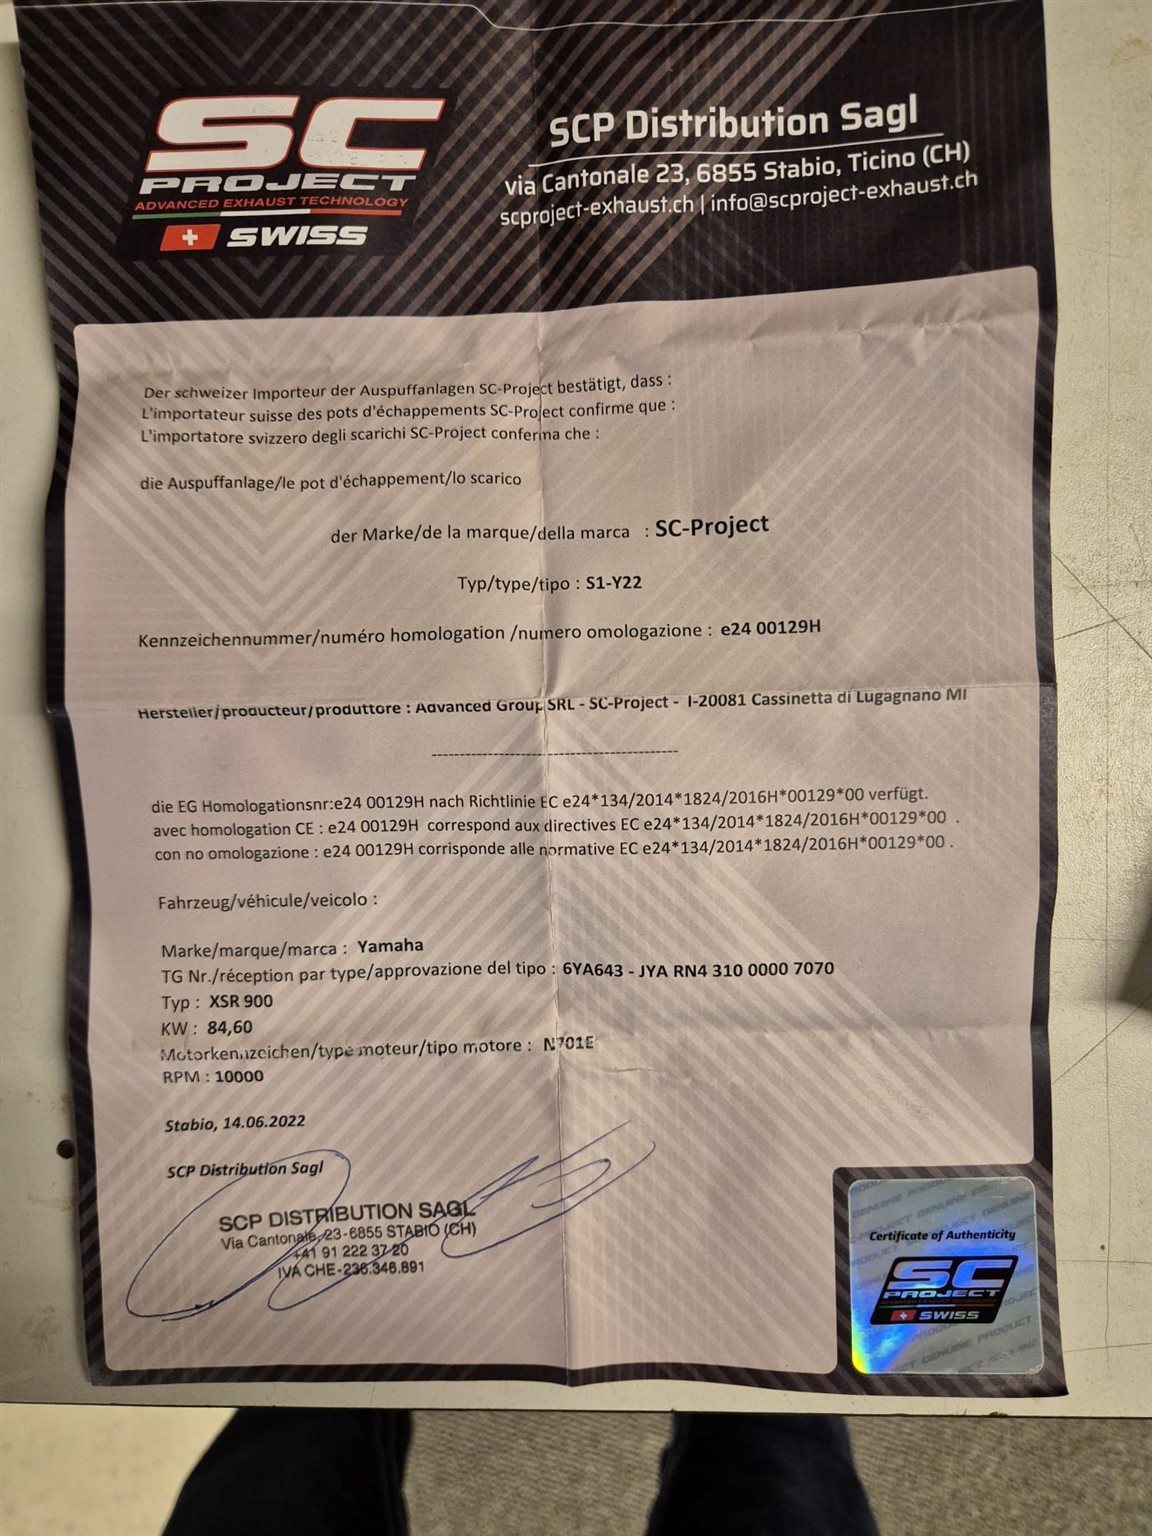 SC
PROJECT
ADVANCED EXHAUST TECHNOLOGY
SWISS
SCP Distribution Sagl
via Cantonale 23, 6855 Stabio, Ticino (CH)
scproject-exhaust.ch | info@scproject-exhaust.ch
Der schweizer Importeur der Auspuffanlagen SC-Project bestätigt, dass :
L'importateur suisse des pots d'échappements SC-Project confirme que :
L'importatore svizzero degli scarichi SC-Project conferma che :
die Auspuffanlage/le pot d'échappement/lo scarico
der Marke/de la marque/della marca : SC-Project
Typ/type/tipo : S1-Y22
Kennzeichennummer/numéro homologation /numero omologazione : e24 00129H
Hersteller/producteur/produttore : Advanced Group SRL - SC-Project - I-20081 Cassinetta di Lugagnano MI
------------------------------------------------
die EG Homologationsnr:e24 00129H nach Richtlinie EC e24*134/2014*1824/2016H*00129*00 verfügt.
avec homologation CE : e24 00129H correspond aux directives EC e24*134/2014*1824/2016H*00129*00 .
con no omologazione : e24 00129H corrisponde alle normative EC e24*134/2014*1824/2016H*00129*00 .
Fahrzeug/véhicule/veicolo :
Marke/marque/marca : Yamaha
TG Nr./réception par type/approvazione del tipo : 6YA643 - JYA RN4 310 0000 7070
Typ : XSR 900
KW : 84,60
Motorkennzeichen/type moteur/tipo motore : N701E
RPM : 10000
Stabio, 14.06.2022
SCP Distribution Sagl
SCP DISTRIBUTION SAGL
Via Cantonale, 23-6855 STABIO (CH)
+41 91 222 37 20
IVA CHE-236.346.891
Certificate of Authenticity
SC
PROJECT
ADVANCED EXHAUST TECHNOLOGY
SWISS